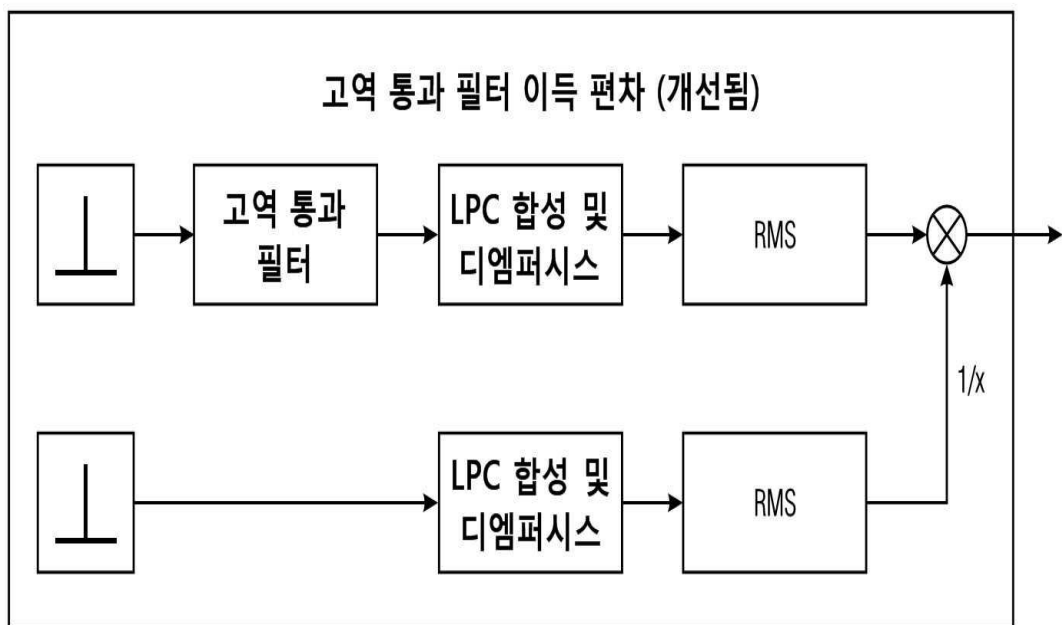 고역 통과 필터 이득 편차 (개선됨)
고역 통과
필터
LPC 합성 및
디엠퍼시스
RMS
1/x
LPC 합성 및
디엠퍼시스
RMS